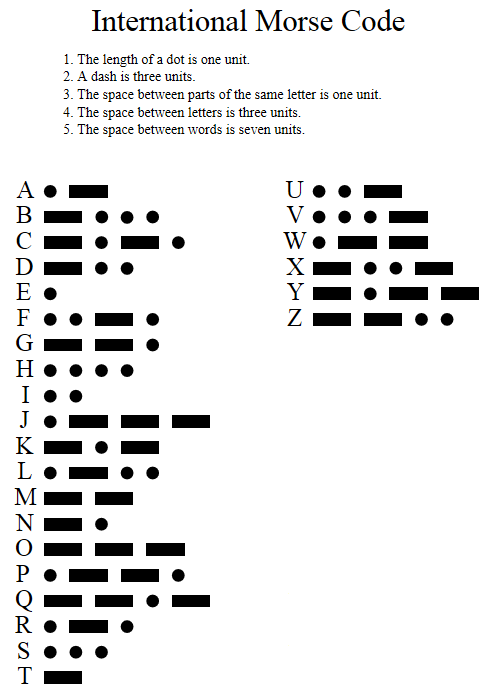 International Morse Code
1. The length of a dot is one unit.
2. A dash is three units.
3. The space between parts of the same letter is one unit.
4. The space between letters is three units.
5. The space between words is seven units.
A
B
C
D
E
F
G
H
I
J
K
L
M
N
O
P
Q
R
S
T
U
V
W
X
Y
Z